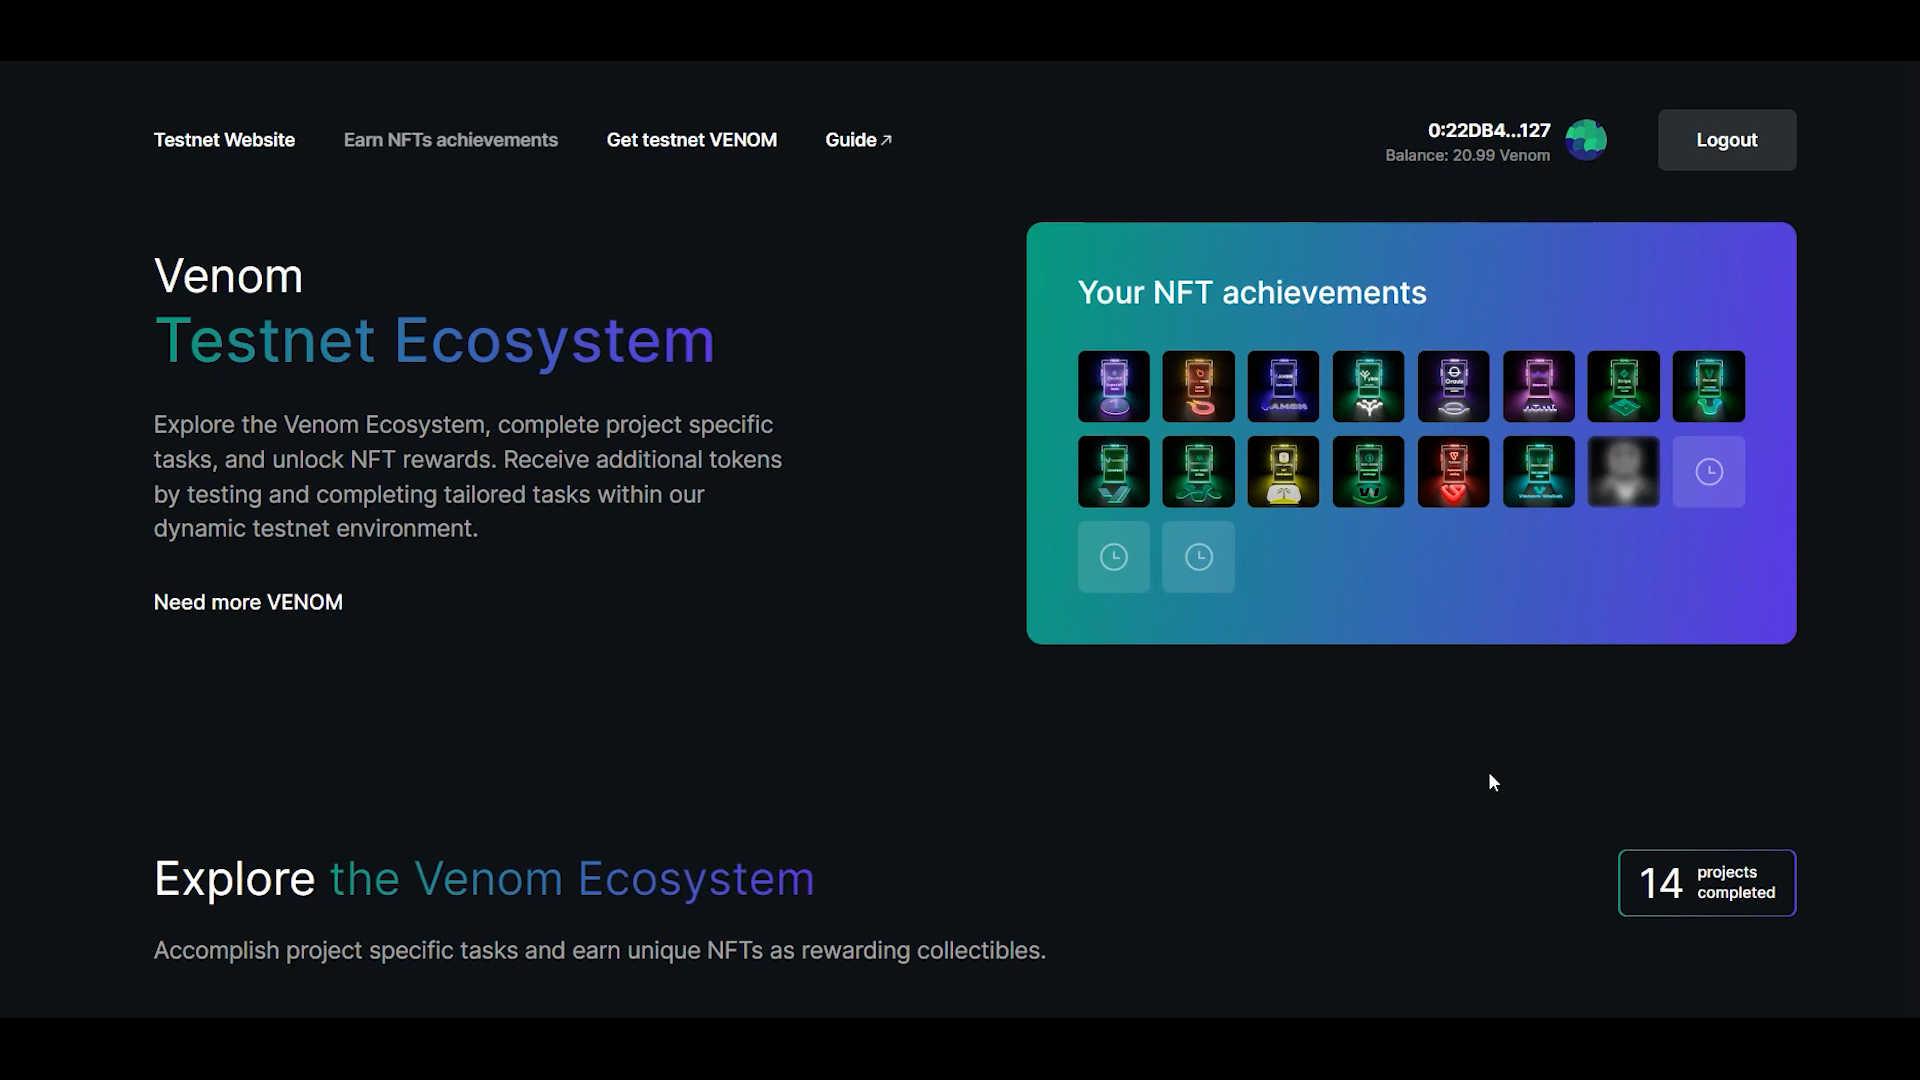 Testnet Website
Earn NFTs achievements
Get testnet VENOM
Guide↗
0:22DB4...127
Balance: 20.99 Venom
Logout
Venom
Testnet Ecosystem
Explore the Venom Ecosystem, complete project specific
tasks, and unlock NFT rewards. Receive additional tokens
by testing and completing tailored tasks within our
dynamic testnet environment.
Need more VENOM
Your NFT achievements
Explore the Venom Ecosystem
14 projects
completed
Accomplish project specific tasks and earn unique NFTs as rewarding collectibles.